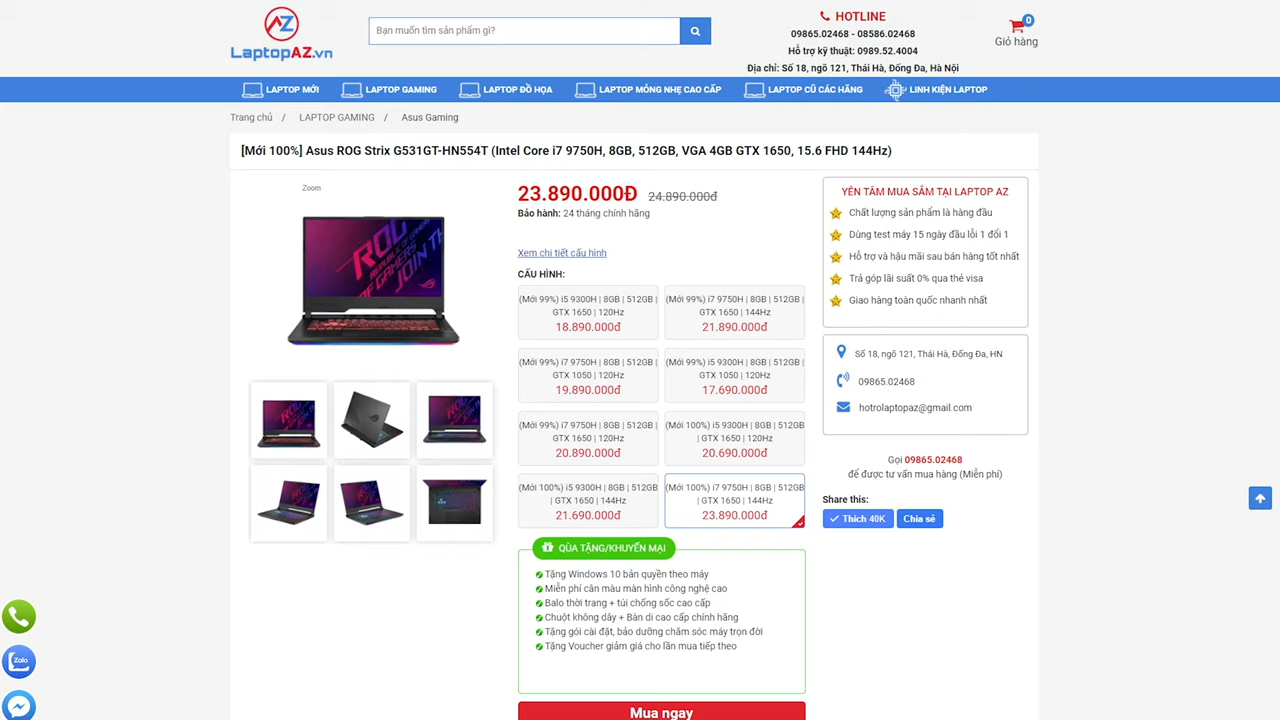 AZ
LaptopAZ.vn
Bạn muốn tìm sản phẩm gì?
HOTLINE
09865.02468 - 08586.02468
Hỗ trợ kỹ thuật: 0989.52.4004
Địa chỉ: Số 18, ngõ 121, Thái Hà, Đống Đa, Hà Nội
0
Giỏ hàng
LAPTOP MỚI
LAPTOP GAMING
LAPTOP ĐỒ HỌA
LAPTOP MỎNG NHẸ CAO CẤP
LAPTOP CŨ CÁC HÃNG
LINH KIỆN LAPTOP
Trang chủ / LAPTOP GAMING / Asus Gaming
[Mới 100%] Asus ROG Strix G531GT-HN554T (Intel Core i7 9750H, 8GB, 512GB, VGA 4GB GTX 1650, 15.6 FHD 144Hz)
Zoom
23.890.000Đ 24.890.000đ
Bảo hành: 24 tháng chính hãng
Xem chi tiết cấu hình
CẤU HÌNH:
(Mới 99%) i5 9300H | 8GB | 512GB |
GTX 1650 | 120Hz
18.890.000đ
(Mới 99%) i7 9750H | 8GB | 512GB |
GTX 1650 | 144Hz
21.890.000đ
(Mới 99%) i7 9750H | 8GB | 512GB |
GTX 1050 | 120Hz
19.890.000đ
(Mới 99%) i5 9300H | 8GB | 512GB |
GTX 1050 | 120Hz
17.690.000đ
(Mới 99%) i7 9750H | 8GB | 512GB |
GTX 1650 | 120Hz
20.890.000đ
(Mới 100%) i5 9300H | 8GB | 512GB
| GTX 1650 | 120Hz
20.690.000đ
(Mới 100%) i5 9300H | 8GB | 512GB
| GTX 1650 | 144Hz
21.690.000đ
(Mới 100%) i7 9750H | 8GB | 512GB
| GTX 1650 | 144Hz
23.890.000đ
QÙA TẶNG/KHUYẾN MẠI
Tặng Windows 10 bản quyền theo máy
Miễn phí cân màu màn hình công nghệ cao
Balo thời trang + túi chống sốc cao cấp
Chuột không dây + Bàn di cao cấp chính hãng
Tặng gói cài đặt, bảo dưỡng chăm sóc máy trọn đời
Tặng Voucher giảm giá cho lần mua tiếp theo
Mua ngay
YÊN TÂM MUA SẮM TẠI LAPTOP AZ
Chất lượng sản phẩm là hàng đầu
Dùng test máy 15 ngày đầu lỗi 1 đổi 1
Hỗ trợ và hậu mãi sau bán hàng tốt nhất
Trả góp lãi suất 0% qua thẻ visa
Giao hàng toàn quốc nhanh nhất
Số 18, ngõ 121, Thái Hà, Đống Đa, HN
09865.02468
hotrolaptopaz@gmail.com
Gọi 09865.02468
để được tư vấn mua hàng (Miễn phí)
Share this:
Thích 40K
Chia sẻ
Zalo